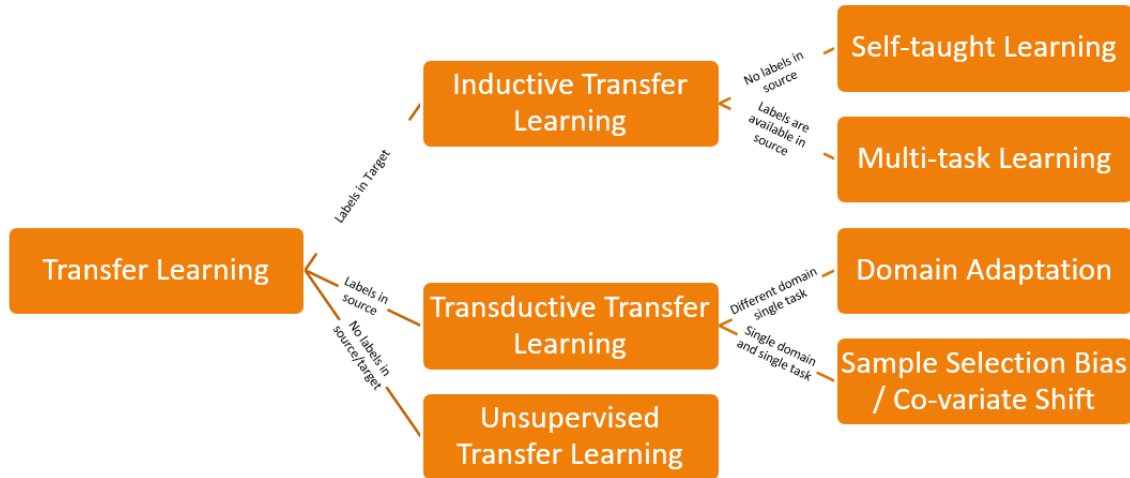 Transfer Learning
Labels in Target
Labels in
source
No labels in
source/target
Inductive Transfer
Learning
Transductive Transfer
Learning
Unsupervised
Transfer Learning
No labels in
source
Labels are
available in
source
Different domain
single task
Single domain
and single task
Self-taught Learning
Multi-task Learning
Domain Adaptation
Sample Selection Bias
/ Co-variate Shift